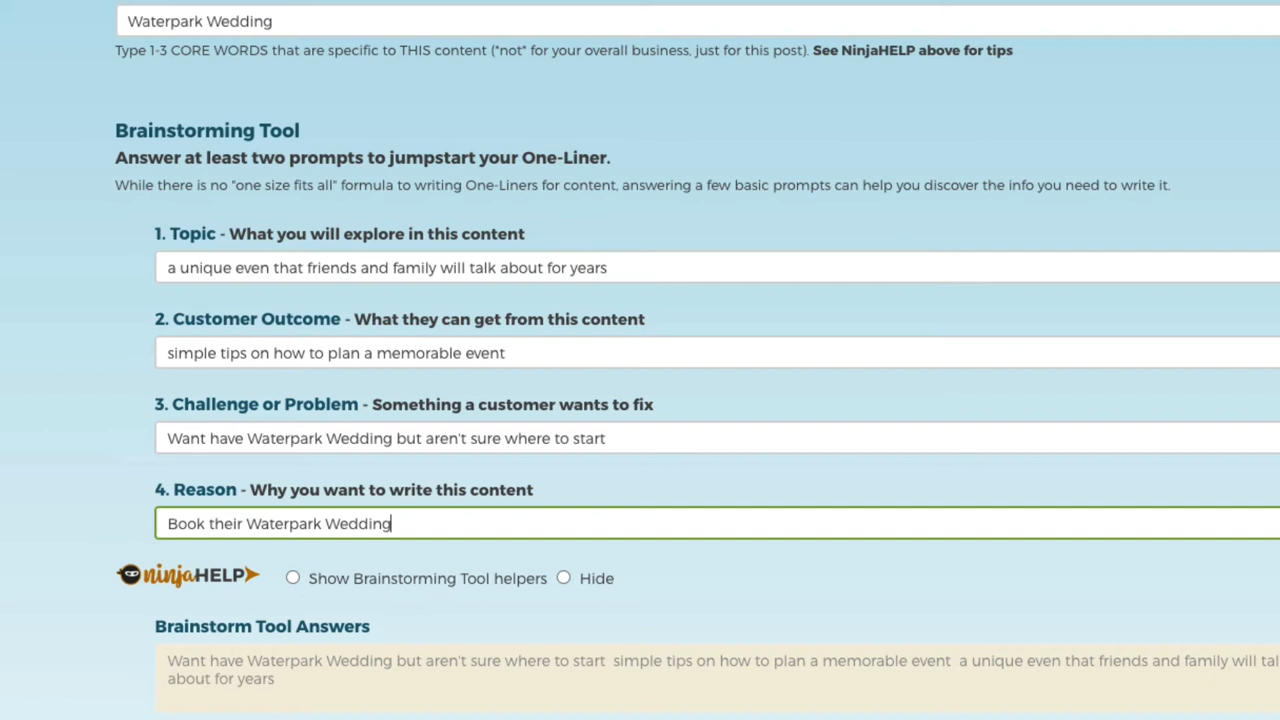 Waterpark Wedding
Type 1-3 CORE WORDS that are specific to THIS content (*not* for your overall business, just for this post). See NinjaHELP above for tips
Brainstorming Tool
Answer at least two prompts to jumpstart your One-Liner.
While there is no "one size fits all" formula to writing One-Liners for content, answering a few basic prompts can help you discover the info you need to write it.
1. Topic - What you will explore in this content
a unique even that friends and family will talk about for years
2. Customer Outcome - What they can get from this content
simple tips on how to plan a memorable event
3. Challenge or Problem - Something a customer wants to fix
Want have Waterpark Wedding but aren't sure where to start
4. Reason - Why you want to write this content
Book their Waterpark Wedding
ninjaHELP Show Brainstorming Tool helpers Hide
Brainstorm Tool Answers
Want have Waterpark Wedding but aren't sure where to start simple tips on how to plan a memorable event a unique even that friends and family will
about for years